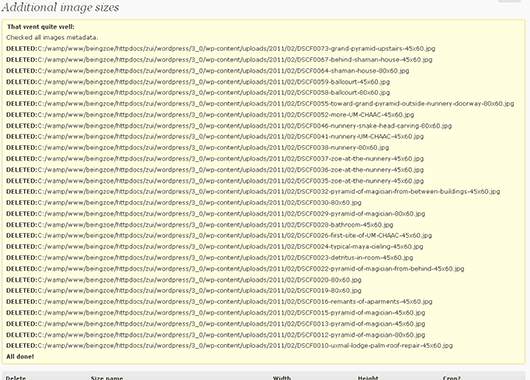 Additional image sizes
That went quite well:
Checked all images metadata.
DELETED:C:/wamp/www/beingzoe/httpdocs/zui/wordpress/3_0/wp-content/uploads/2011/02/DSCF0073-grand-pyramid-upstairs-45x60.jpg
DELETED:C:/wamp/www/beingzoe/httpdocs/zui/wordpress/3_0/wp-content/uploads/2011/02/DSCF0067-behind-shaman-house-45x60.jpg
DELETED:C:/wamp/www/beingzoe/httpdocs/zui/wordpress/3_0/wp-content/uploads/2011/02/DSCF0064-shaman-house-80x60.jpg
DELETED:C:/wamp/www/beingzoe/httpdocs/zui/wordpress/3_0/wp-content/uploads/2011/02/DSCF0059-ballcourt-45x60.jpg
DELETED:C:/wamp/www/beingzoe/httpdocs/zui/wordpress/3_0/wp-content/uploads/2011/02/DSCF0058-ballcourt-80x60.jpg
DELETED:C:/wamp/www/beingzoe/httpdocs/zui/wordpress/3_0/wp-content/uploads/2011/02/DSCF0055-toward-grand-pyramid-outside-nunnery-doorway-80x60.jpg
DELETED:C:/wamp/www/beingzoe/httpdocs/zui/wordpress/3_0/wp-content/uploads/2011/02/DSCF0052-more-UM-CHAAC-45x60.jpg
DELETED:C:/wamp/www/beingzoe/httpdocs/zui/wordpress/3_0/wp-content/uploads/2011/02/DSCF0046-nunnery-snake-head-carving-80x60.jpg
DELETED:C:/wamp/www/beingzoe/httpdocs/zui/wordpress/3_0/wp-content/uploads/2011/02/DSCF0041-nunnery-UM-CHAAC-45x60.jpg
DELETED:C:/wamp/www/beingzoe/httpdocs/zui/wordpress/3_0/wp-content/uploads/2011/02/DSCF0038-nunnery-80x60.jpg
DELETED:C:/wamp/www/beingzoe/httpdocs/zui/wordpress/3_0/wp-content/uploads/2011/02/DSCF0037-zoe-at-the-nunnery-45x60.jpg
DELETED:C:/wamp/www/beingzoe/httpdocs/zui/wordpress/3_0/wp-content/uploads/2011/02/DSCF0036-zoe-at-the-nunnery-45x60.jpg
DELETED:C:/wamp/www/beingzoe/httpdocs/zui/wordpress/3_0/wp-content/uploads/2011/02/DSCF0035-zoe-at-the-nunnery-45x60.jpg
DELETED:C:/wamp/www/beingzoe/httpdocs/zui/wordpress/3_0/wp-content/uploads/2011/02/DSCF0032-pyramid-of-magician-from-between-buildings-45x60.jpg
DELETED:C:/wamp/www/beingzoe/httpdocs/zui/wordpress/3_0/wp-content/uploads/2011/02/DSCF0030-80x60.jpg
DELETED:C:/wamp/www/beingzoe/httpdocs/zui/wordpress/3_0/wp-content/uploads/2011/02/DSCF0029-pyramid-of-magician-80x60.jpg
DELETED:C:/wamp/www/beingzoe/httpdocs/zui/wordpress/3_0/wp-content/uploads/2011/02/DSCF0028-bathroom-45x60.jpg
DELETED:C:/wamp/www/beingzoe/httpdocs/zui/wordpress/3_0/wp-content/uploads/2011/02/DSCF0026-first-site-of-UM-CHAAC-45x60.jpg
DELETED:C:/wamp/www/beingzoe/httpdocs/zui/wordpress/3_0/wp-content/uploads/2011/02/DSCF0024-typical-maya-cieling-45x60.jpg
DELETED:C:/wamp/www/beingzoe/httpdocs/zui/wordpress/3_0/wp-content/uploads/2011/02/DSCF0023-detritus-in-room-45x60.jpg
DELETED:C:/wamp/www/beingzoe/httpdocs/zui/wordpress/3_0/wp-content/uploads/2011/02/DSCF0022-pyramid-of-magician-from-behind-45x60.jpg
DELETED:C:/wamp/www/beingzoe/httpdocs/zui/wordpress/3_0/wp-content/uploads/2011/02/DSCF0020-80x60.jpg
DELETED:C:/wamp/www/beingzoe/httpdocs/zui/wordpress/3_0/wp-content/uploads/2011/02/DSCF0019-80x60.jpg
DELETED:C:/wamp/www/beingzoe/httpdocs/zui/wordpress/3_0/wp-content/uploads/2011/02/DSCF0016-remarits-of-aparments-45x60.jpg
DELETED:C:/wamp/www/beingzoe/httpdocs/zui/wordpress/3_0/wp-content/uploads/2011/02/DSCF0015-pyramid-of-magician-45x60.jpg
DELETED:C:/wamp/www/beingzoe/httpdocs/zui/wordpress/3_0/wp-content/uploads/2011/02/DSCF0013-pyramid-of-magician-45x60.jpg
DELETED:C:/wamp/www/beingzoe/httpdocs/zui/wordpress/3_0/wp-content/uploads/2011/02/DSCF0012-pyramid-of-magician-80x60.jpg
DELETED:C:/wamp/www/beingzoe/httpdocs/zui/wordpress/3_0/wp-content/uploads/2011/02/DSCF0010-uxmal-lodge-palm-roof-repair-45x60.jpg
All done!
Delete Size name Width Height Crop?